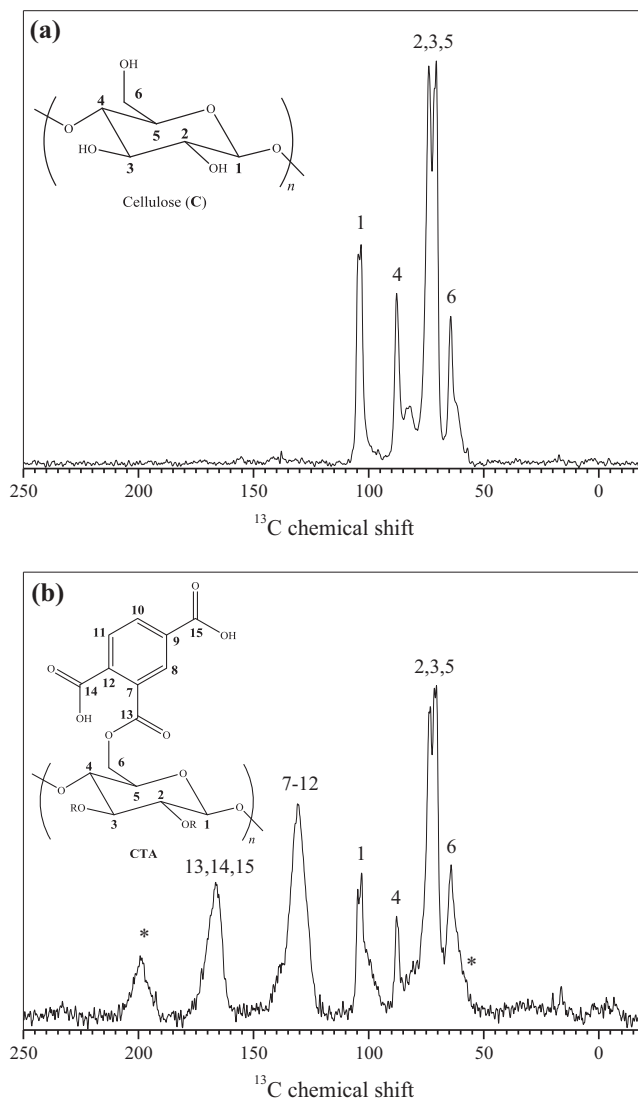 (a)
2,3,5
OH
6
4
O
O
5
2
HO
O
3
OH
1
n
Cellulose (C)
1
4
6
250
200
150
100
50
0
¹³C chemical shift
(b)
O
10
15
OH
11
9
O
12
8
14
7
OH
13
O
O
6
4
O
O
5
2
O
RO
3
OR
1
n
CTA
2,3,5
7-12
1
6
13,14,15
4
*
*
250
200
150
100
50
0
¹³C chemical shift